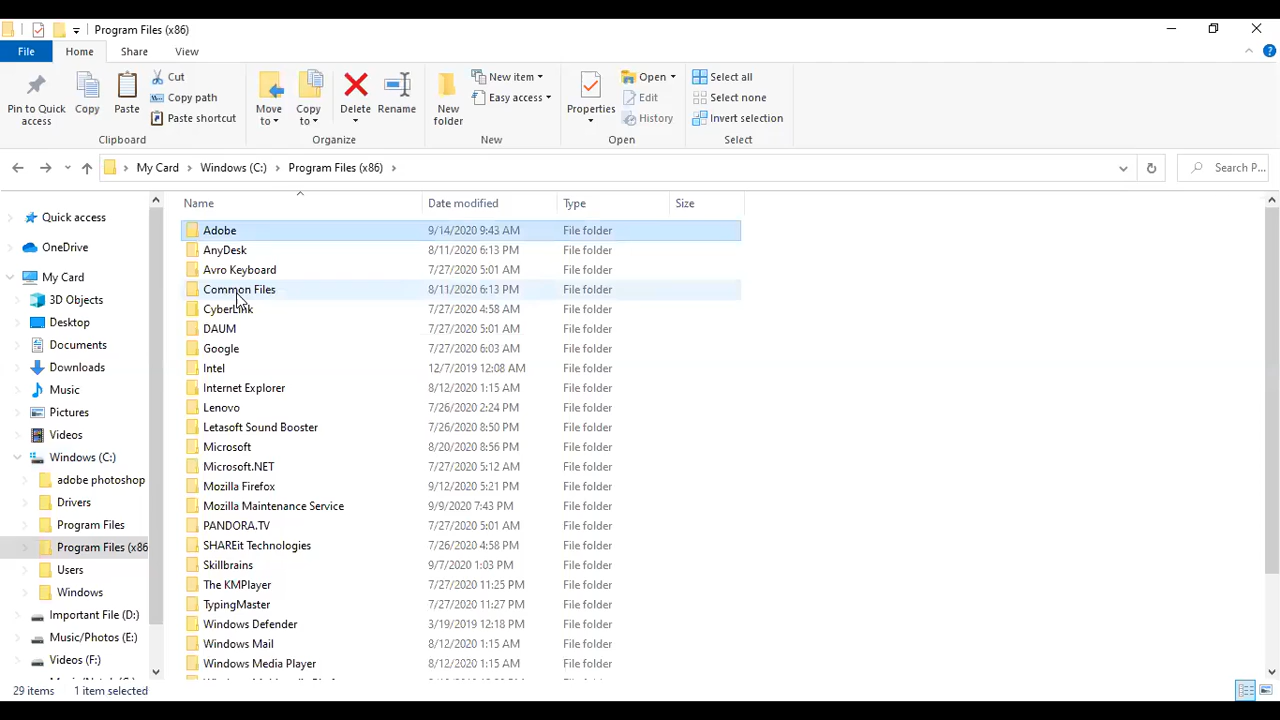 Program Files (x86)
File Home Share View
Pin to Quick access
Copy
Paste
Cut
Copy path
Paste shortcut
Clipboard
Move to
Copy to
Delete
Rename
Organize
New folder
New item
Easy access
New
Properties
Open
Edit
History
Open
Select all
Select none
Invert selection
Select
My Card Windows (C:) Program Files (x86)
Search P...
Quick access
OneDrive
My Card
3D Objects
Desktop
Downloads
Documents
Music
Pictures
Videos
Windows (C:)
adobe photoshop
Drivers
Program Files
Program Files (x86
Users
Windows
Important File (D:)
Music/Photos (E:)
Videos (F:)
Name Date modified Type Size
Adobe 9/14/2020 9:43 AM File folder
AnyDesk 8/11/2020 6:13 PM File folder
Avro Keyboard 7/27/2020 5:01 AM File folder
Common Files 8/11/2020 6:13 PM File folder
CyberLink 7/27/2020 4:58 AM File folder
DAUM 7/27/2020 5:01 AM File folder
Google 7/27/2020 6:03 AM File folder
Intel 12/7/2019 12:08 AM File folder
Internet Explorer 8/12/2020 1:15 AM File folder
Lenovo 7/26/2020 2:24 PM File folder
Letasoft Sound Booster 7/26/2020 8:50 PM File folder
Microsoft 8/20/2020 8:56 PM File folder
Microsoft.NET 7/27/2020 5:12 AM File folder
Mozilla Firefox 9/12/2020 5:21 PM File folder
Mozilla Maintenance Service 9/9/2020 7:43 PM File folder
PANDORA.TV 7/27/2020 5:01 AM File folder
SHAREit Technologies 7/26/2020 4:58 PM File folder
Skillbrains 9/7/2020 1:03 PM File folder
The KMPlayer 7/27/2020 11:25 PM File folder
TypingMaster 7/27/2020 11:27 PM File folder
Windows Defender 3/19/2019 12:18 PM File folder
Windows Mail 8/12/2020 1:15 AM File folder
Windows Media Player 8/12/2020 1:15 AM File folder
29 items 1 item selected